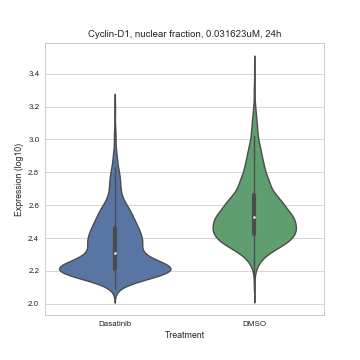 Cyclin-D1, nuclear fraction, 0.031623uM, 24h
Expression (log10)
3.4
3.2
3.0
2.8
2.6
2.4
2.2
2.0
Dasatinib
DMSO
Treatment